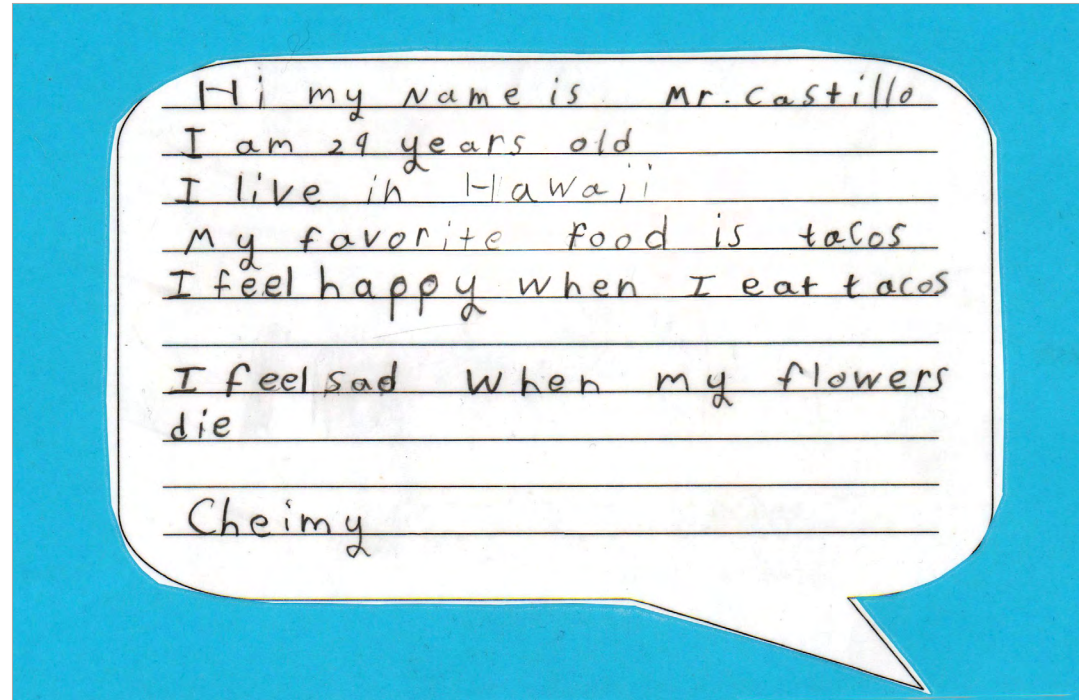 Hi my Name is Mr. Castillo
I am 29 years old
I live in Hawaii
My favorite food is tacos
I feel happy when I eat tacos
I feel sad when my flowers
die
Cheimy